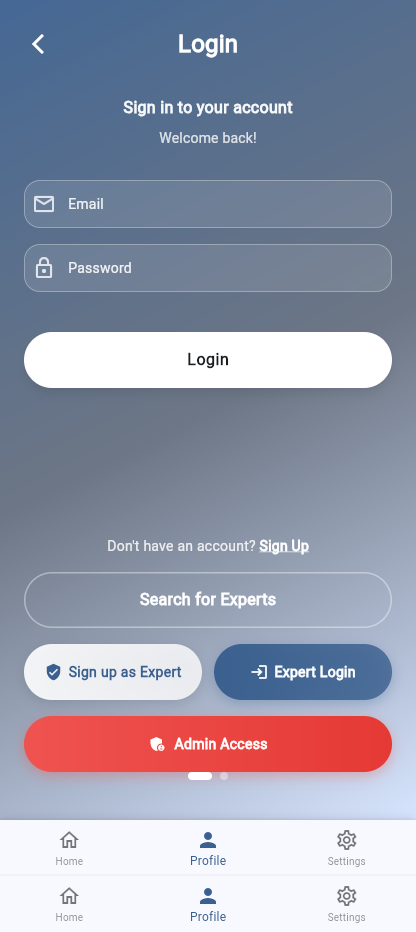 Login
Sign in to your account
Welcome back!
Email
Password
Login
Don't have an account? Sign Up
Search for Experts
Sign up as Expert
Expert Login
Admin Access
Home
Profile
Settings
Home
Profile
Settings